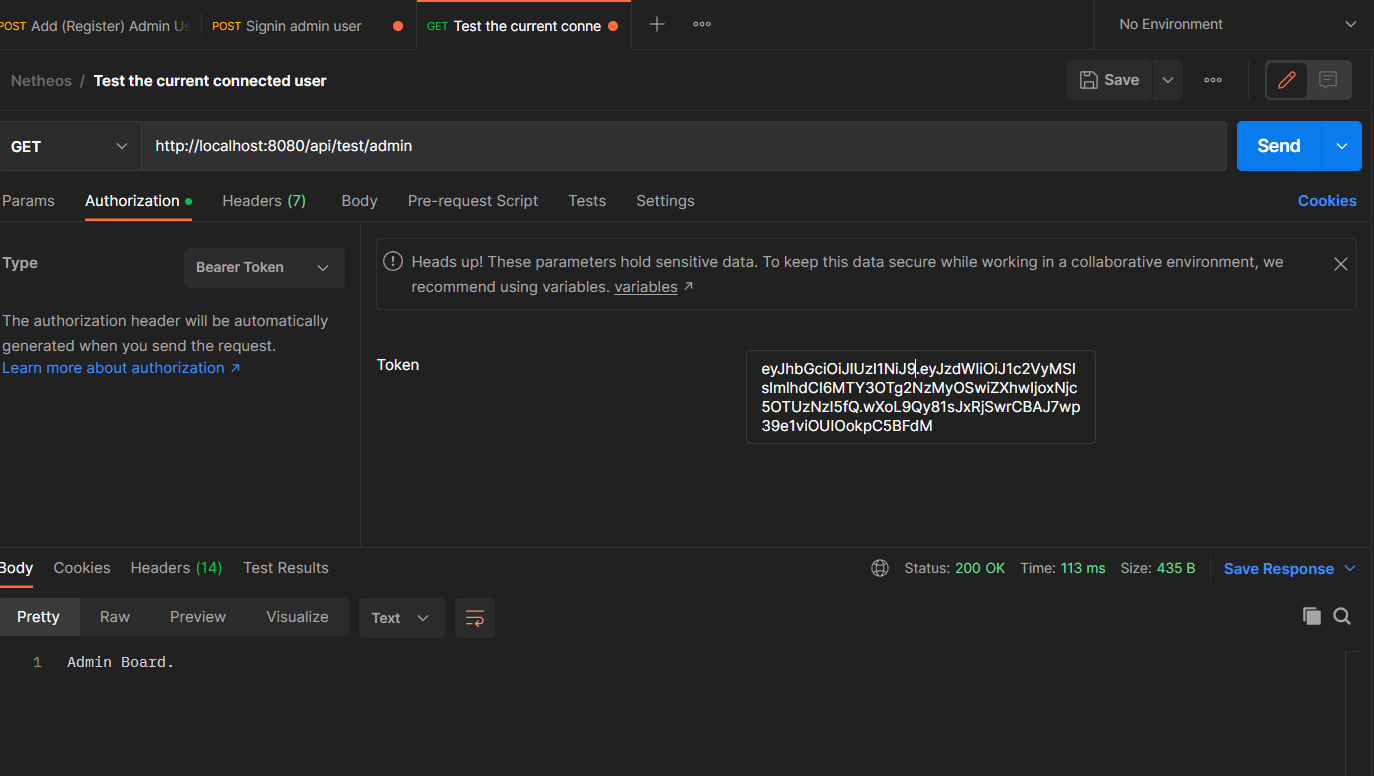 POST Add (Register) Admin Us
POST Signin admin user
GET Test the current conne
No Environment
Netheos / Test the current connected user
Save
GET
http://localhost:8080/api/test/admin
Send
Params Authorization Headers (7) Body Pre-request Script Tests Settings
Cookies
Type
Bearer Token
Heads up! These parameters hold sensitive data. To keep this data secure while working in a collaborative environment, we
recommend using variables. variables
The authorization header will be automatically
generated when you send the request.
Learn more about authorization
Token
eyJhbGciOiJIUzI1NiJ9.eyJzdWIiOiJ1c2VyMSI
sImlhdCI6MTY3OTg2NzMyOSwiZXhwIjoxNjc
5OTUzNzI5fQ.wXoL9Qy81sJxRjSwrCBAJ7wp
39e1viOUIOokpC5BFdM
Body Cookies Headers (14) Test Results
Status: 200 OK Time: 113 ms Size: 435 B
Save Response
Pretty Raw Preview Visualize
Text
1 Admin Board.